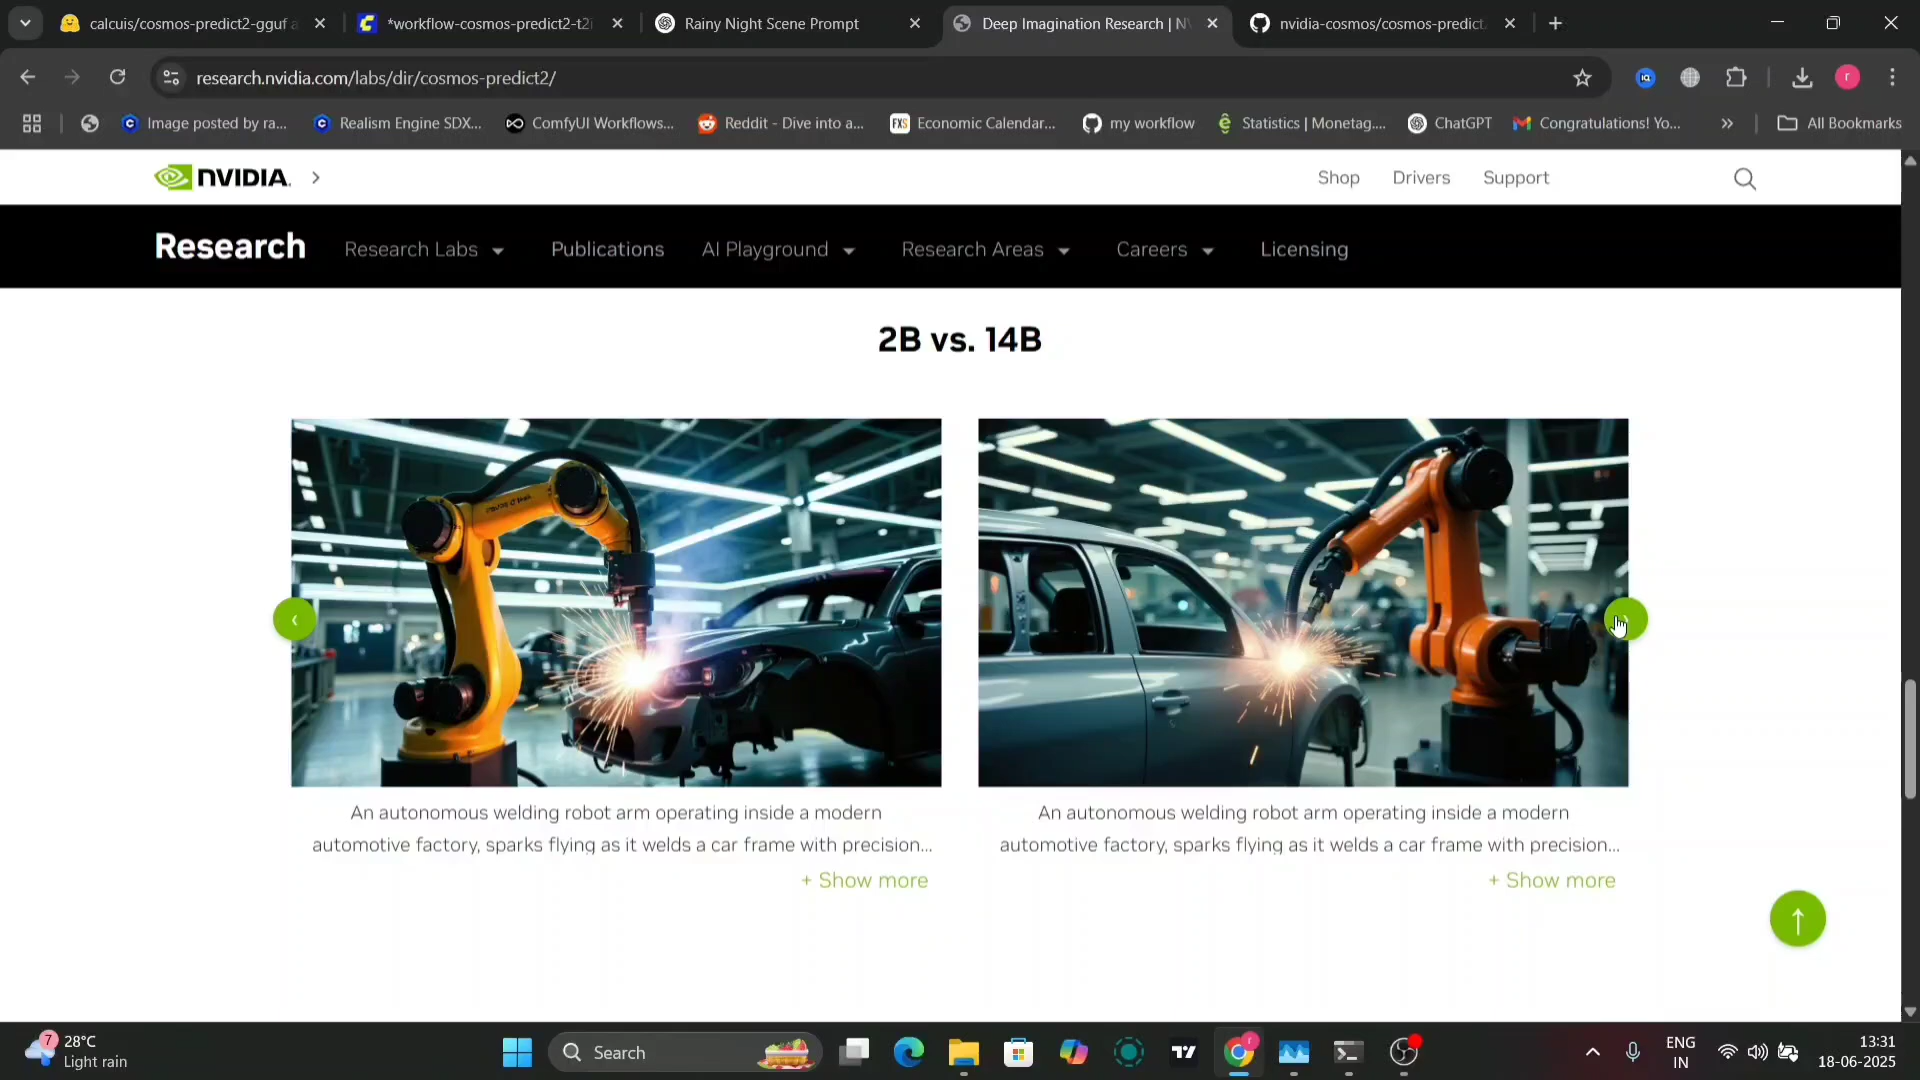 calcuis/cosmos-predict2-gguf a
*workflow-cosmos-predict2-t2i
Rainy Night Scene Prompt
Deep Imagination Research | NV
nvidia-cosmos/cosmos-predict2
research.nvidia.com/labs/dir/cosmos-predict2/
r
Image posted by ra...
Realism Engine SDX...
ComfyUI Workflows...
Reddit - Dive into a...
FXS
Economic Calendar...
my workflow
Statistics | Monetag....
ChatGPT
Congratulations! Yo...
»
All Bookmarks
NVIDIA.
Shop
Drivers
Support
Research
Research Labs
Publications
AI Playground
Research Areas
Careers
Licensing
2B vs. 14B
An autonomous welding robot arm operating inside a modern
automotive factory, sparks flying as it welds a car frame with precision...
+ Show more
An autonomous welding robot arm operating inside a modern
automotive factory, sparks flying as it welds a car frame with precision...
+ Show more
7
28°C
Light rain
Search
ENG
IN
13:31
18-06-2025